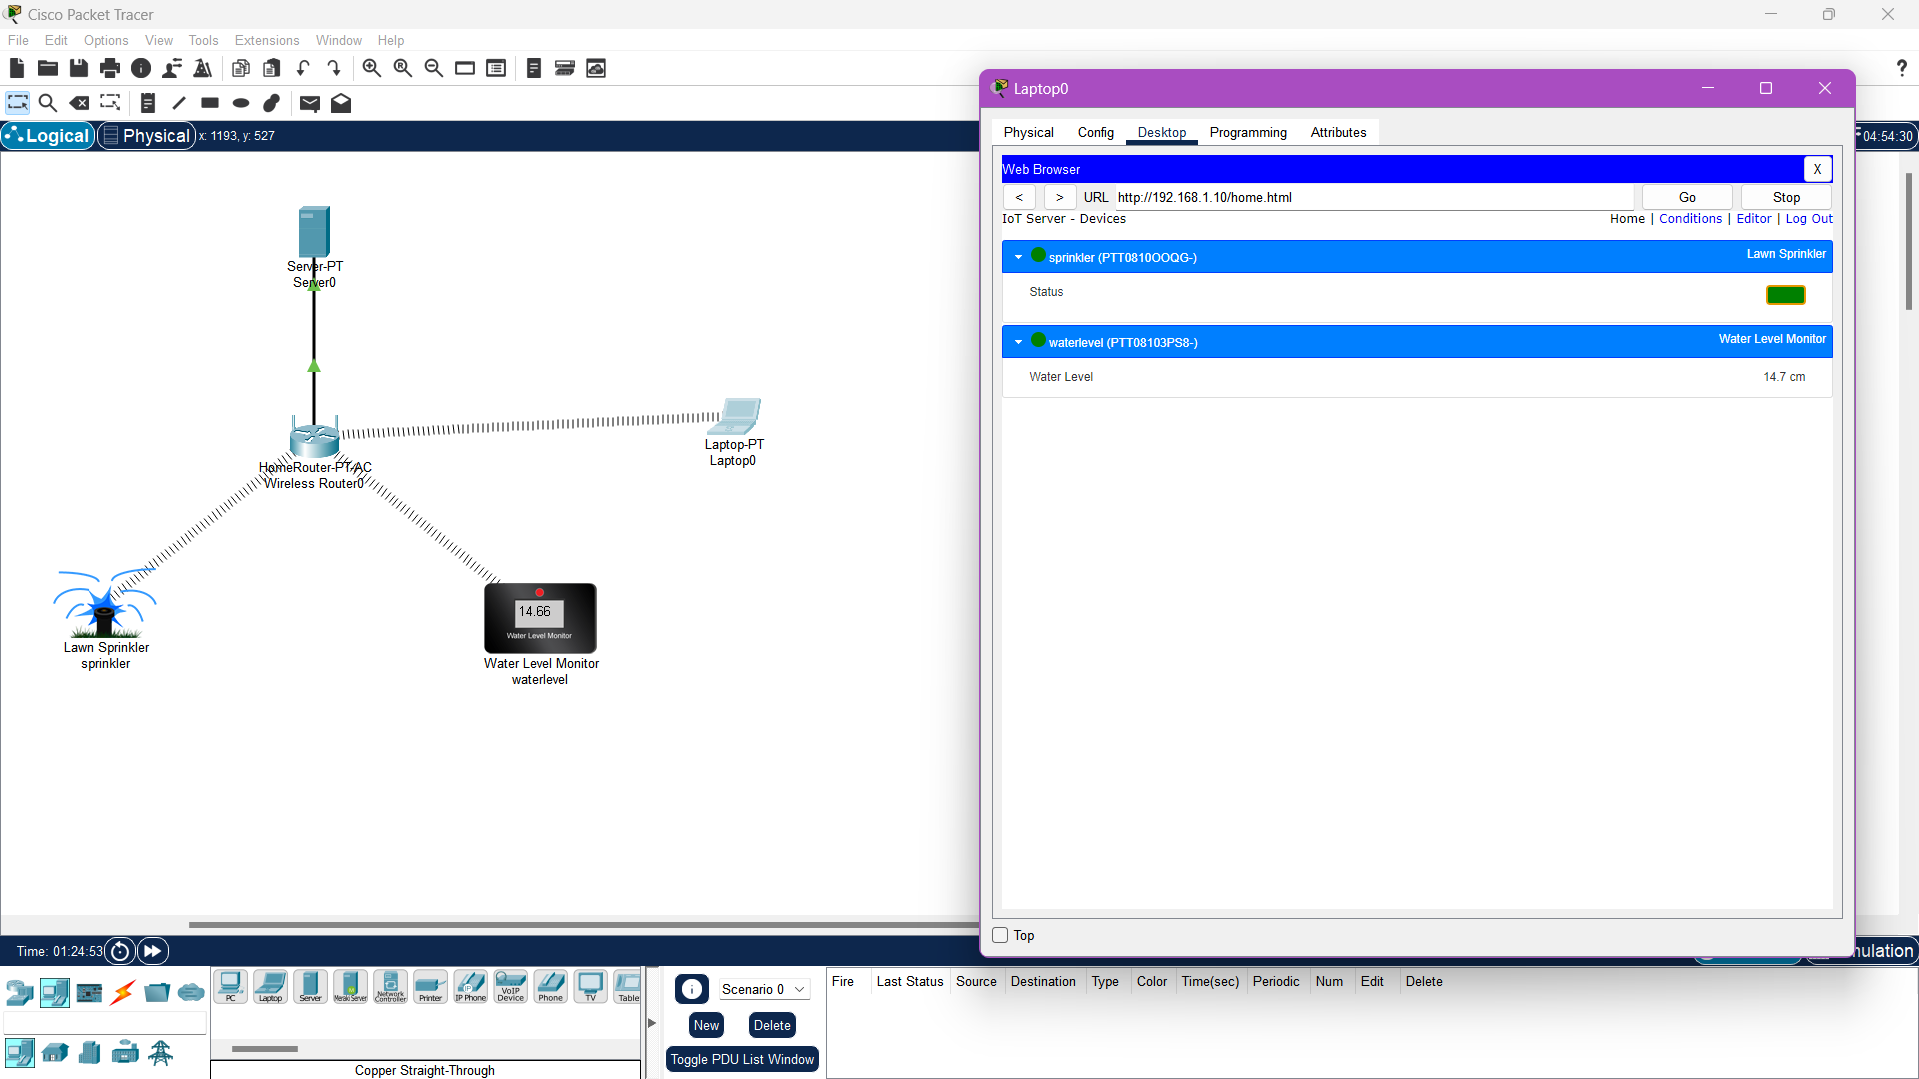 Cisco Packet Tracer
File Edit Options View Tools Extensions Window Help
Logical Physical x: 1193, y: 527
04:54:30
Server-PT
Server0
HomeRouter-PT-AC
Wireless Router0
Laptop-PT
Laptop0
Lawn Sprinkler
sprinkler
14.66
Water Level Monitor
Water Level Monitor
waterlevel
Laptop0
Physical Config Desktop Programming Attributes
Web Browser X
< > URL http://192.168.1.10/home.html Go Stop
IoT Server - Devices Home | Conditions | Editor | Log Out
sprinkler (PTT0810OOQG-) Lawn Sprinkler
Status
waterlevel (PTT08103PS8-) Water Level Monitor
Water Level 14.7 cm
Top
Time: 01:24:53
nulation
PC Laptop Server Meraki Server Network Controller Printer IP Phone VoIP Device Phone TV Table
Copper Straight-Through
Scenario 0
New Delete
Toggle PDU List Window
Fire Last Status Source Destination Type Color Time(sec) Periodic Num Edit Delete